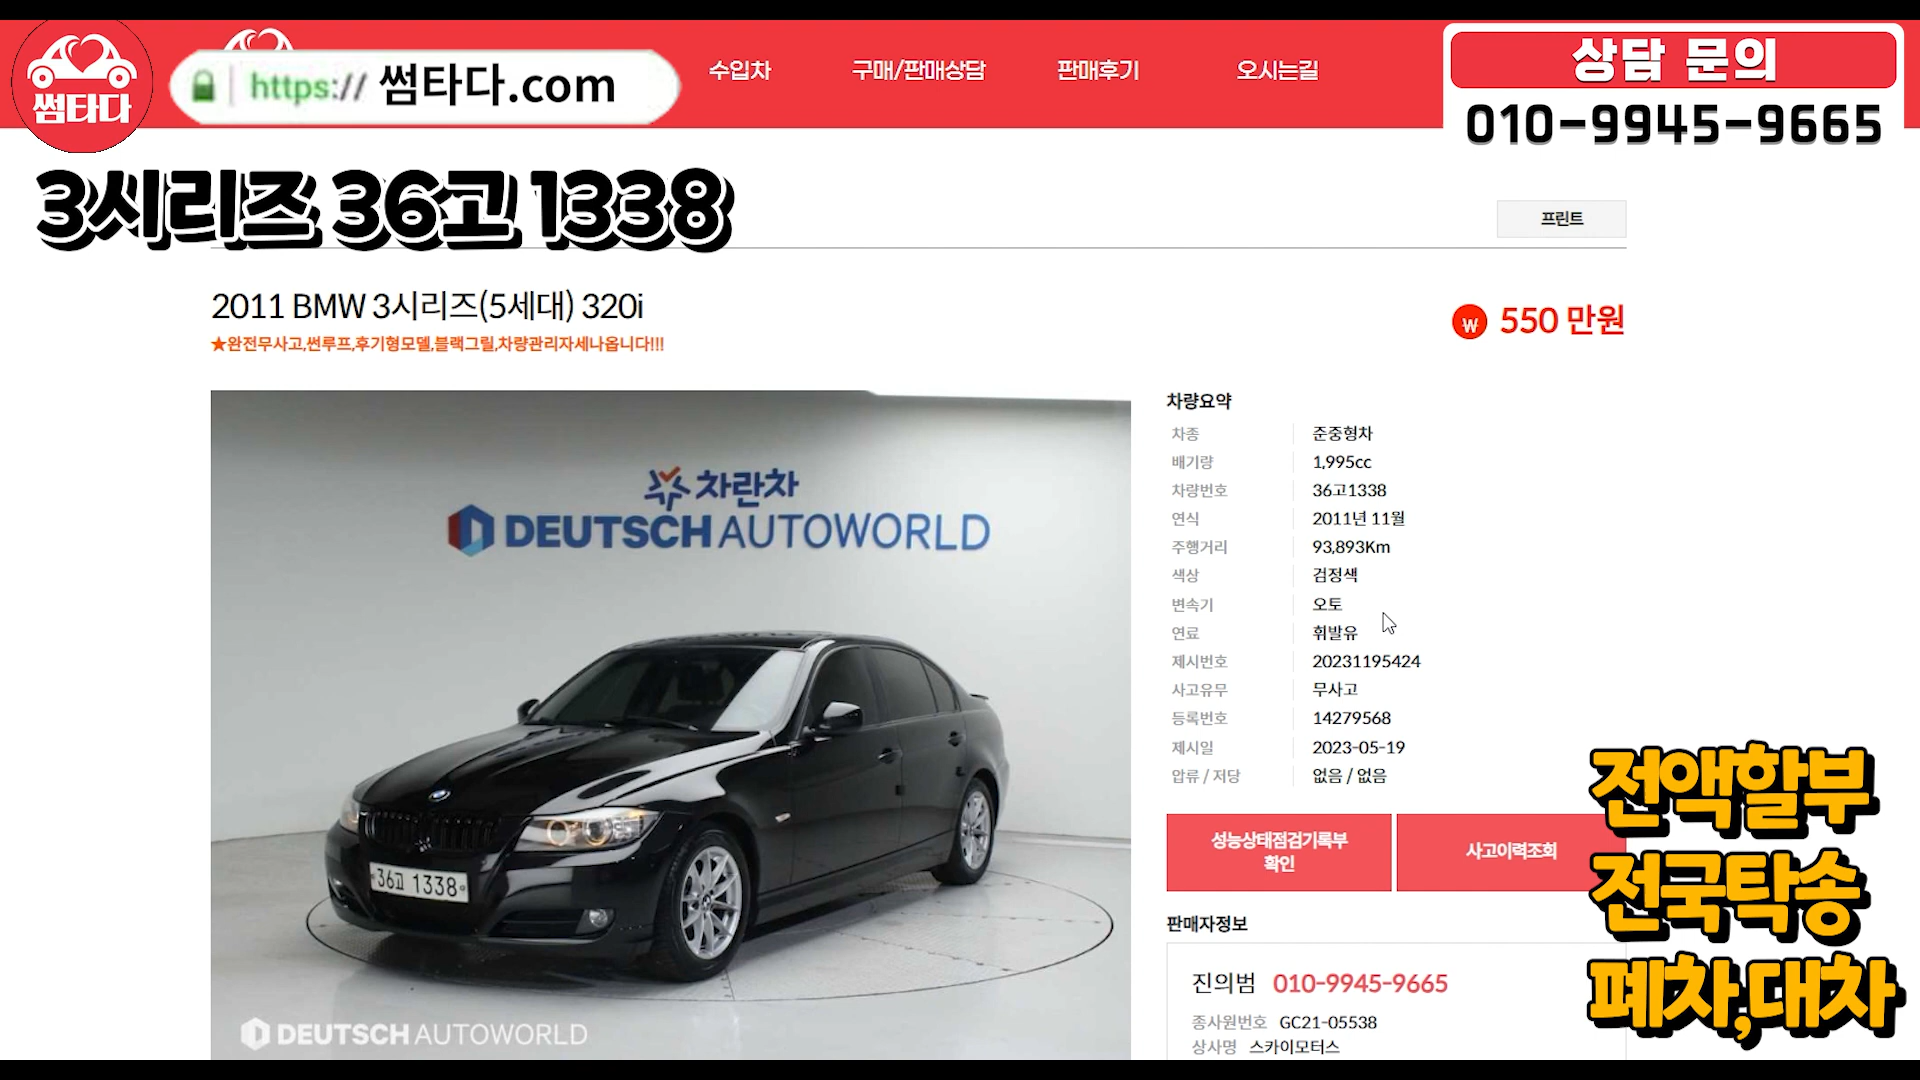 썸타다
https:// 썸타다.com
수입차
구매/판매상담
판매후기
오시는길
상담 문의
010-9945-9665
3시리즈 36고 1338
프린트
2011 BMW 3시리즈(5세대) 320i
★완전무사고,썬루프,후기형모델,블랙그릴,차량관리자세나옵니다!!!
₩ 550 만원
차란차
DEUTSCH AUTOWORLD
36고 1338
DEUTSCH AUTOWORLD
차량요약
차종 준중형차
배기량 1,995cc
차량번호 36고1338
연식 2011년 11월
주행거리 93,893Km
색상 검정색
변속기 오토
연료 휘발유
제시번호 20231195424
사고유무 무사고
등록번호 14279568
제시일 2023-05-19
압류 / 저당 없음 / 없음
성능상태점검기록부
확인
사고이력조회
판매자정보
진의범 010-9945-9665
종사원번호 GC21-05538
상사명 스카이모터스
전액할부
전국탁송
폐차,대차